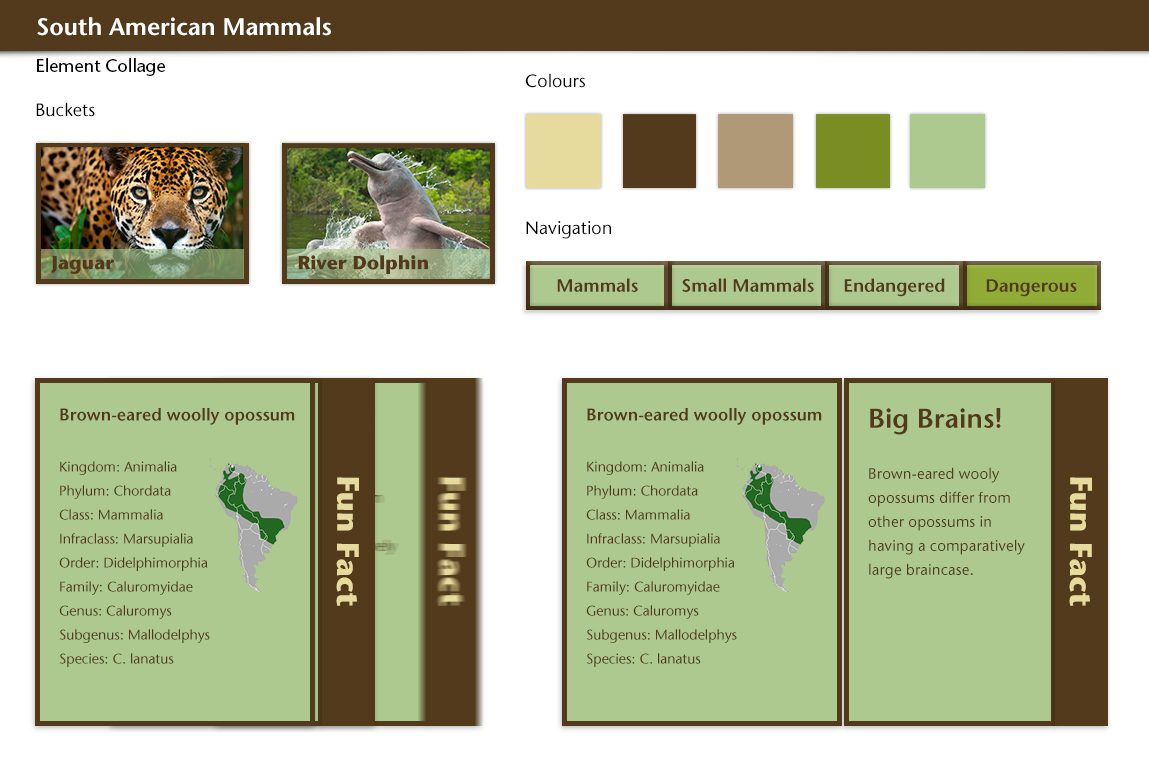 South American Mammals
Element Collage
Buckets
Jaguar
River Dolphin
Colours
Navigation
Mammals
Small Mammals
Endangered
Dangerous
Brown-eared woolly opossum
Kingdom: Animalia
Phylum: Chordata
Class: Mammalia
Infraclass: Marsupialia
Order: Didelphimorphia
Family: Caluromyidae
Genus: Caluromys
Subgenus: Mallodelphys
Species: C. lanatus
Fun Fact
Fun Fact
Brown-eared woolly opossum
Kingdom: Animalia
Phylum: Chordata
Class: Mammalia
Infraclass: Marsupialia
Order: Didelphimorphia
Family: Caluromyidae
Genus: Caluromys
Subgenus: Mallodelphys
Species: C. lanatus
Big Brains!
Brown-eared wooly
opossums differ from
other opossums in
having a comparatively
large braincase.
Fun Fact